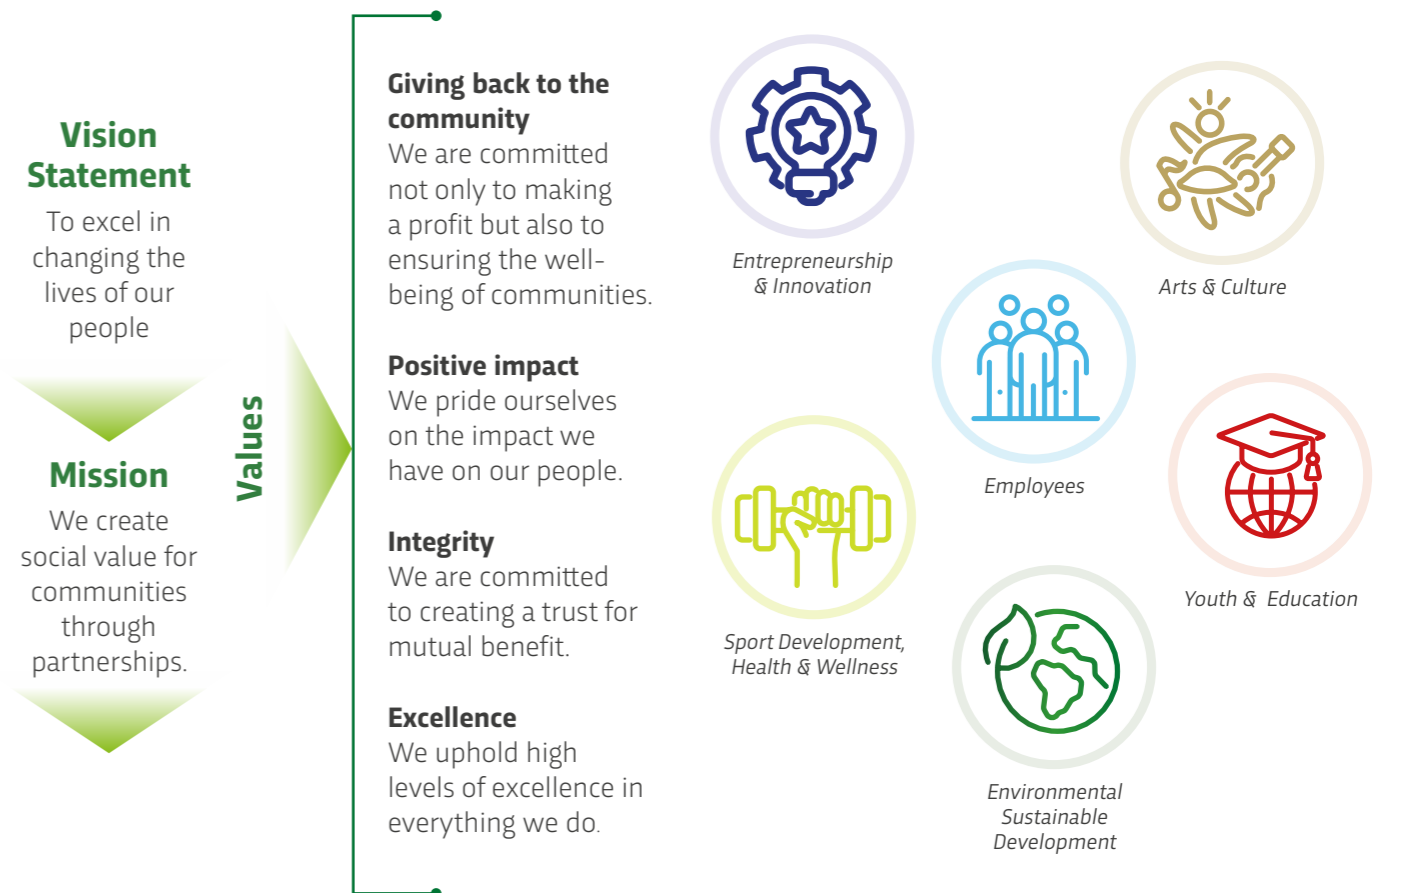 Vision
Statement
To excel in
changing the
lives of our
people
Mission
We create
social value for
communities
through
partnerships.
Values
Giving back to the
community
We are committed
not only to making
a profit but also to
ensuring the well-
being of communities.
Positive impact
We pride ourselves
on the impact we
have on our people.
Integrity
We are committed
to creating a trust for
mutual benefit.
Excellence
We uphold high
levels of excellence in
everything we do.
Entrepreneurship
& Innovation
Arts & Culture
Employees
Youth & Education
Sport Development,
Health & Wellness
Environmental
Sustainable
Development